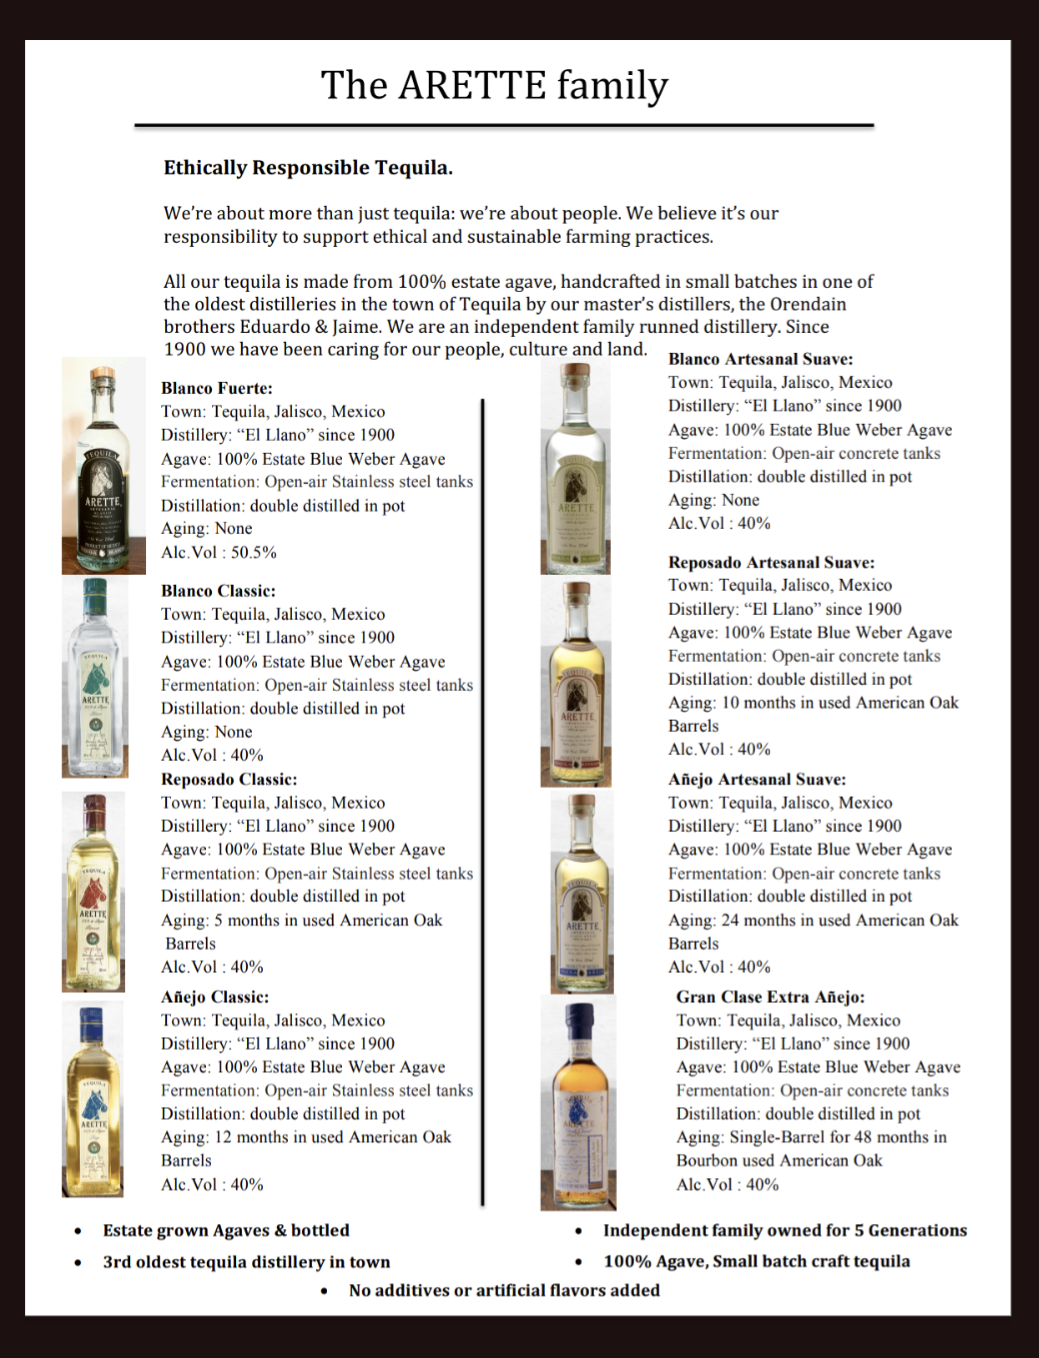 The ARETTE family
Ethically Responsible Tequila.
We're about more than just tequila: we're about people. We believe it's our
responsibility to support ethical and sustainable farming practices.
All our tequila is made from 100% estate agave, handcrafted in small batches in one of
the oldest distilleries in the town of Tequila by our master's distillers, the Orendain
brothers Eduardo & Jaime. We are an independent family runned distillery. Since
1900 we have been caring for our people, culture and land.
Blanco Fuerte:
Town: Tequila, Jalisco, Mexico
Distillery: “El Llano” since 1900
Agave: 100% Estate Blue Weber Agave
Fermentation: Open-air Stainless steel tanks
Distillation: double distilled in pot
Aging: None
Alc.Vol : 50.5%
TEQUILA
ARETTE
Blanco Classic:
Town: Tequila, Jalisco, Mexico
Distillery: “El Llano” since 1900
Agave: 100% Estate Blue Weber Agave
Fermentation: Open-air Stainless steel tanks
Distillation: double distilled in pot
Aging: None
Alc.Vol : 40%
TEQUILA
ARETTE
Reposado Classic:
Town: Tequila, Jalisco, Mexico
Distillery: “El Llano” since 1900
Agave: 100% Estate Blue Weber Agave
Fermentation: Open-air Stainless steel tanks
Distillation: double distilled in pot
Aging: 5 months in used American Oak
Barrels
Alc.Vol : 40%
TEQUILA
ARETTE
Añejo Classic:
Town: Tequila, Jalisco, Mexico
Distillery: “El Llano” since 1900
Agave: 100% Estate Blue Weber Agave
Fermentation: Open-air Stainless steel tanks
Distillation: double distilled in pot
Aging: 12 months in used American Oak
Barrels
Alc.Vol : 40%
TEQUILA
ARETTE
Blanco Artesanal Suave:
Town: Tequila, Jalisco, Mexico
Distillery: “El Llano” since 1900
Agave: 100% Estate Blue Weber Agave
Fermentation: Open-air concrete tanks
Distillation: double distilled in pot
Aging: None
Alc.Vol : 40%
TEQUILA
ARETTE
Reposado Artesanal Suave:
Town: Tequila, Jalisco, Mexico
Distillery: “El Llano” since 1900
Agave: 100% Estate Blue Weber Agave
Fermentation: Open-air concrete tanks
Distillation: double distilled in pot
Aging: 10 months in used American Oak
Barrels
Alc.Vol : 40%
TEQUILA
ARETTE
Añejo Artesanal Suave:
Town: Tequila, Jalisco, Mexico
Distillery: “El Llano” since 1900
Agave: 100% Estate Blue Weber Agave
Fermentation: Open-air concrete tanks
Distillation: double distilled in pot
Aging: 24 months in used American Oak
Barrels
Alc.Vol : 40%
TEQUILA
ARETTE
Gran Clase Extra Añejo:
Town: Tequila, Jalisco, Mexico
Distillery: “El Llano” since 1900
Agave: 100% Estate Blue Weber Agave
Fermentation: Open-air concrete tanks
Distillation: double distilled in pot
Aging: Single-Barrel for 48 months in
Bourbon used American Oak
Alc.Vol : 40%
ARETTE
• Estate grown Agaves & bottled
• 3rd oldest tequila distillery in town
• Independent family owned for 5 Generations
• 100% Agave, Small batch craft tequila
• No additives or artificial flavors added